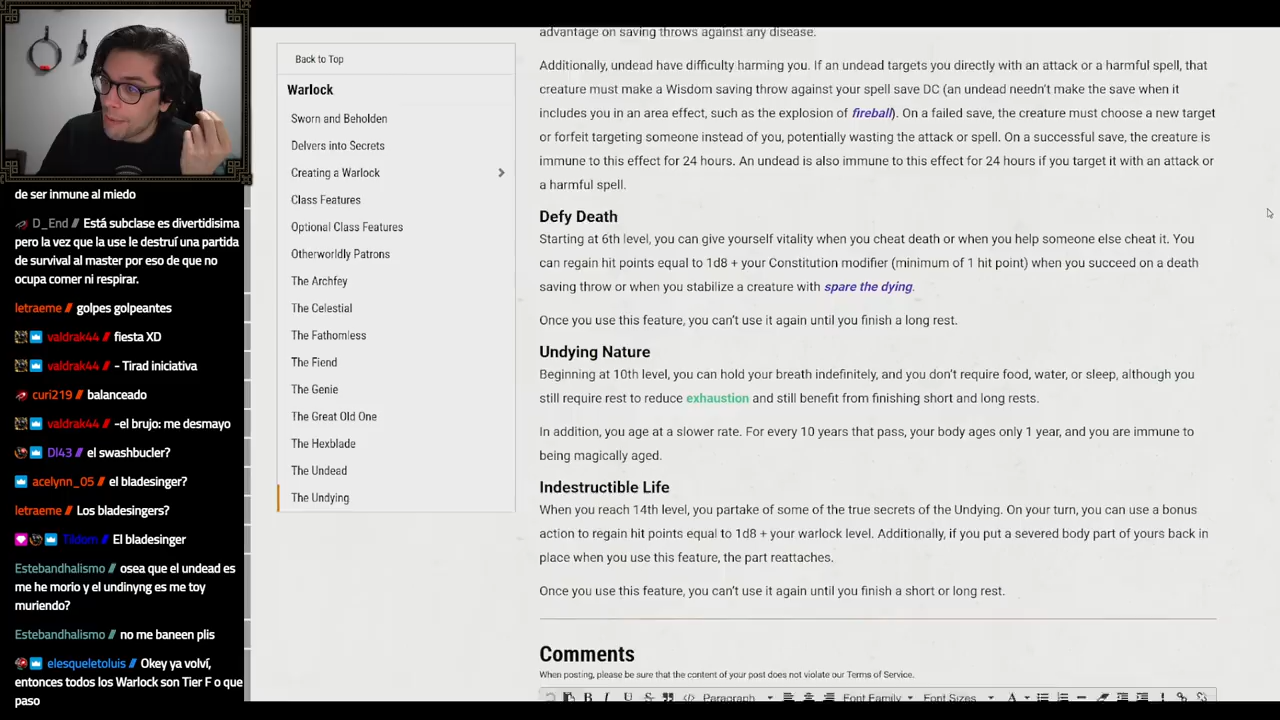 de ser inmune al miedo
D_End // Está subclase es divertidisima
pero la vez que la use le destruí una partida
de survival al master por eso de que no
ocupa comer ni respirar.
letraeme // golpes golpeantes
valdrak44 // fiesta XD
valdrak44 // - Tirad iniciativa
curi219 // balanceado
valdrak44 // -el brujo: me desmayo
Dl43 // el swashbucler?
acelynn_05 // el bladesinger?
letraeme // Los bladesingers?
Tildom // El bladesinger
Estebandhalismo // osea que el undead es
me he morio y el undinyng es me toy
muriendo?
Estebandhalismo // no me baneen plis
elesqueletoluis // Okey ya volví,
entonces todos los Warlock son Tier F o que
paso
Back to Top
Warlock
Sworn and Beholden
Delvers into Secrets
Creating a Warlock
Class Features
Optional Class Features
Otherworldly Patrons
The Archfey
The Celestial
The Fathomless
The Fiend
The Genie
The Great Old One
The Hexblade
The Undead
The Undying
advantage on saving throws against any disease.
Additionally, undead have difficulty harming you. If an undead targets you directly with an attack or a harmful spell, that
creature must make a Wisdom saving throw against your spell save DC (an undead needn't make the save when it
includes you in an area effect, such as the explosion of fireball). On a failed save, the creature must choose a new target
or forfeit targeting someone instead of you, potentially wasting the attack or spell. On a successful save, the creature is
immune to this effect for 24 hours. An undead is also immune to this effect for 24 hours if you target it with an attack or
a harmful spell.
Defy Death
Starting at 6th level, you can give yourself vitality when you cheat death or when you help someone else cheat it. You
can regain hit points equal to 1d8 + your Constitution modifier (minimum of 1 hit point) when you succeed on a death
saving throw or when you stabilize a creature with spare the dying.
Once you use this feature, you can't use it again until you finish a long rest.
Undying Nature
Beginning at 10th level, you can hold your breath indefinitely, and you don't require food, water, or sleep, although you
still require rest to reduce exhaustion and still benefit from finishing short and long rests.
In addition, you age at a slower rate. For every 10 years that pass, your body ages only 1 year, and you are immune to
being magically aged.
Indestructible Life
When you reach 14th level, you partake of some of the true secrets of the Undying. On your turn, you can use a bonus
action to regain hit points equal to 1d8 + your warlock level. Additionally, if you put a severed body part of yours back in
place when you use this feature, the part reattaches.
Once you use this feature, you can't use it again until you finish a short or long rest.
Comments
When posting, please be sure that the content of your post does not violate our Terms of Service.
B I U S Paragraph Font Family Font Sizes A